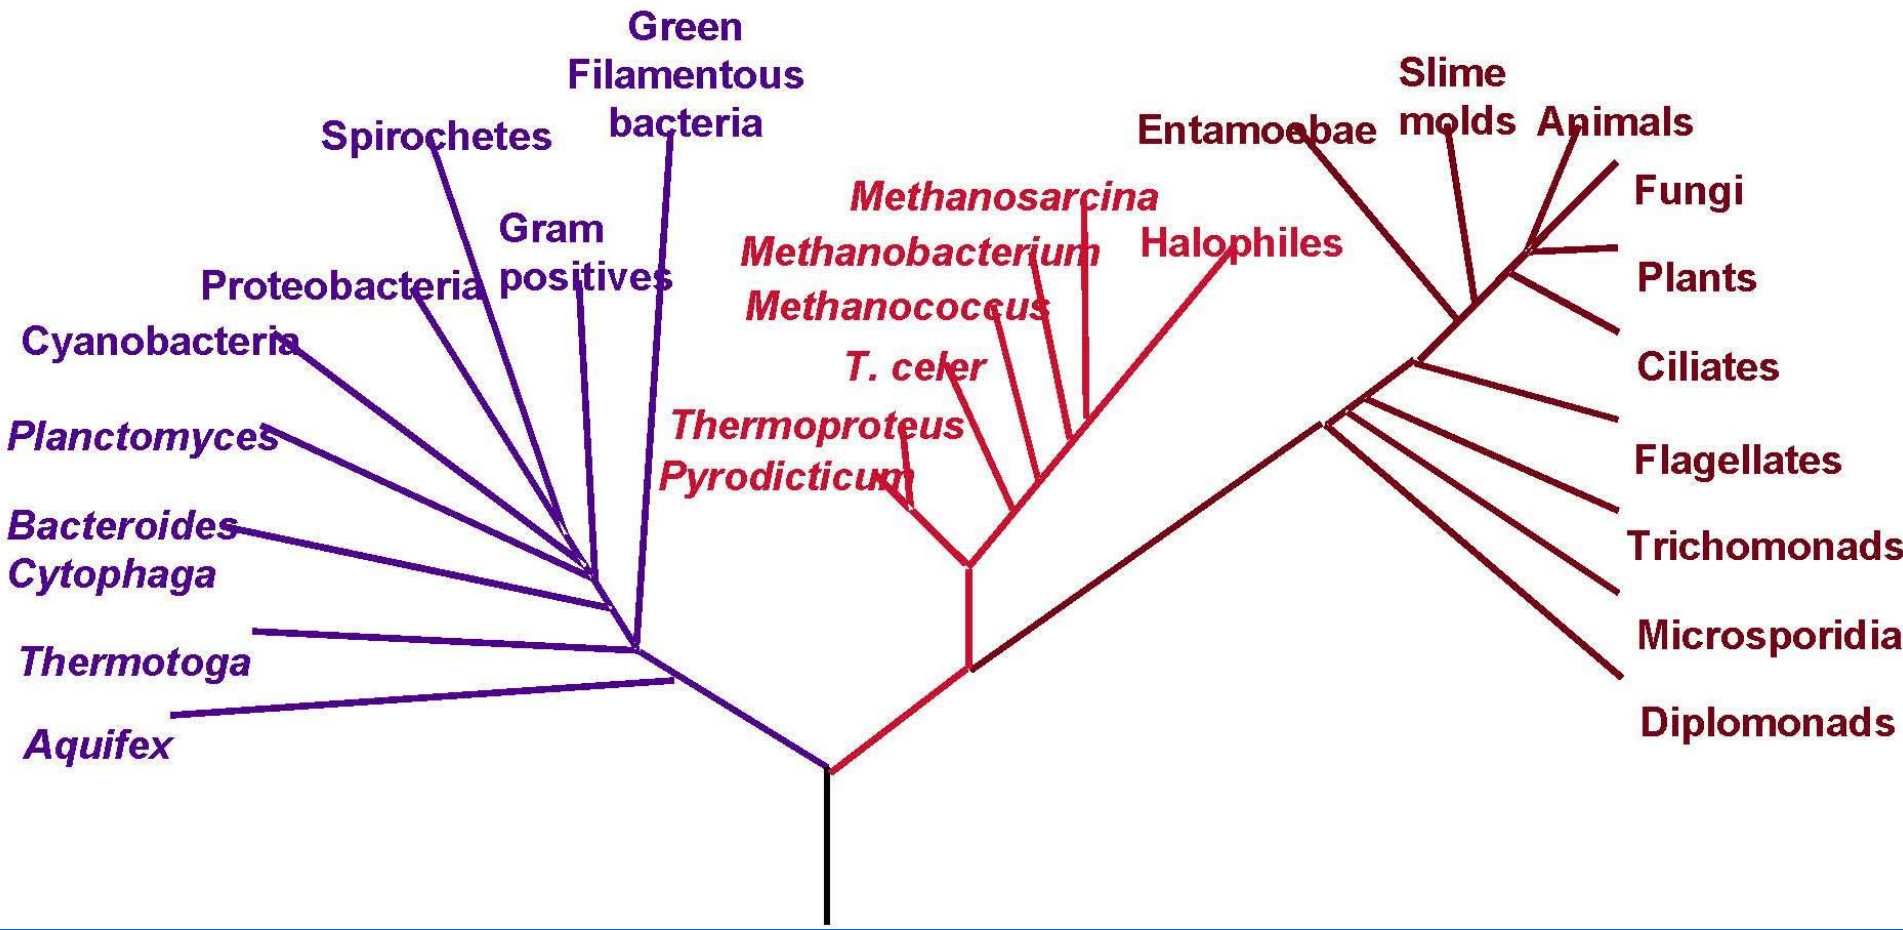 Green
Filamentous
bacteria
Spirochetes
Gram
positives
Proteobacteria
Cyanobacteria
Planctomyces
Bacteroides
Cytophaga
Thermotoga
Aquifex
Methanosarcina
Methanobacterium
Halophiles
Methanococcus
T. celer
Thermoproteus
Pyrodicticum
Entamoebae
Slime
molds
Animals
Fungi
Plants
Ciliates
Flagellates
Trichomonads
Microsporidia
Diplomonads